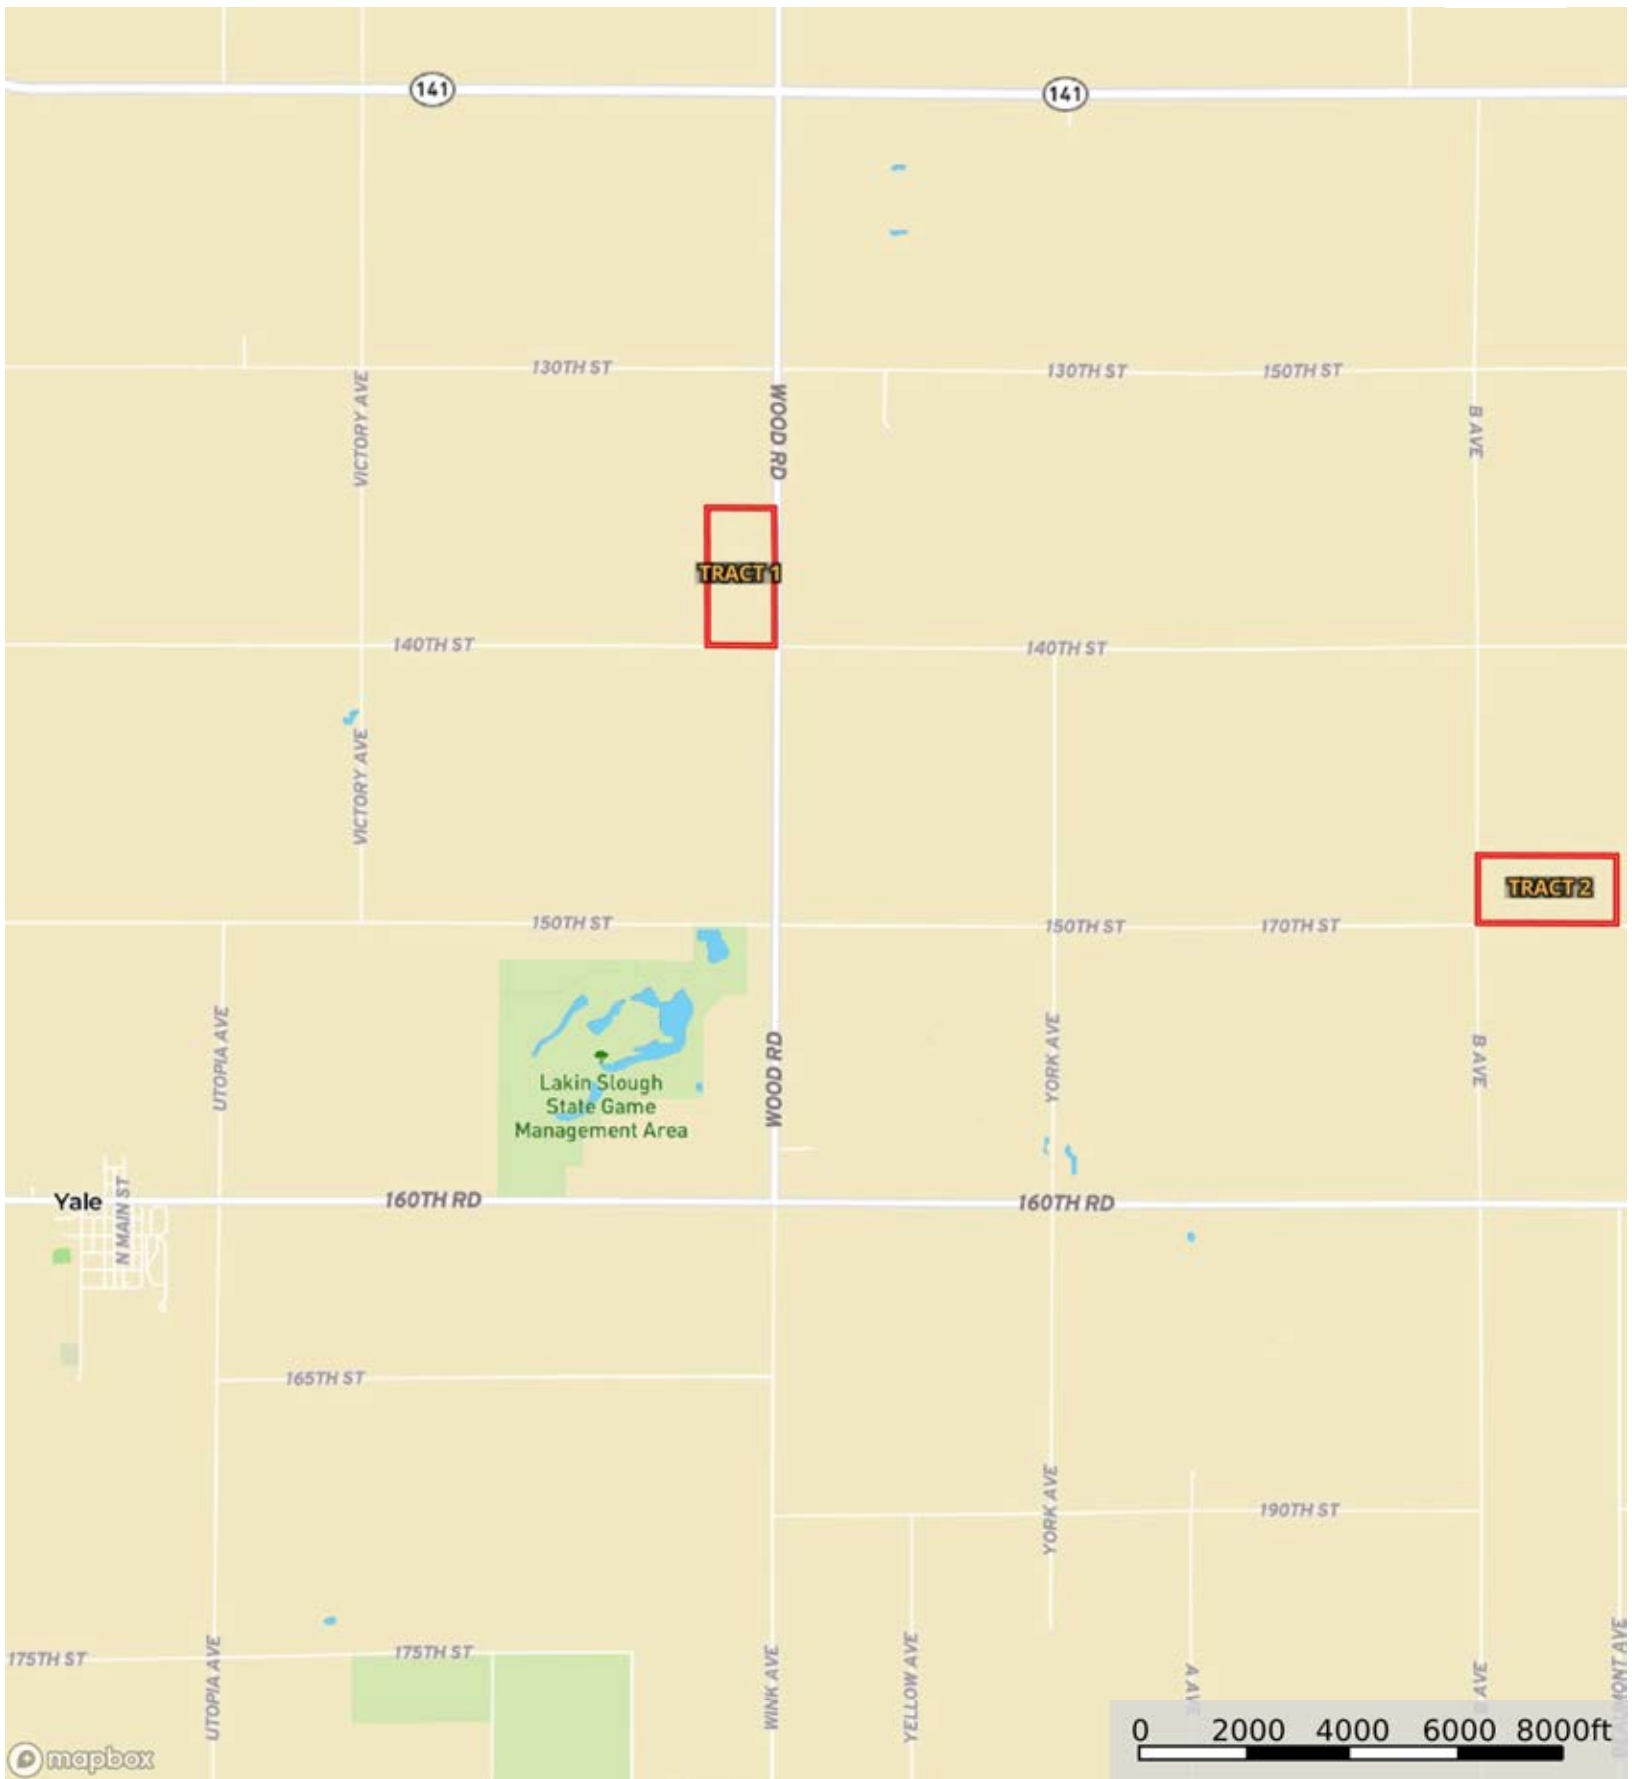 141
141
130TH ST
130TH ST
150TH ST
VICTORY AVE
WOOD RD
B AVE
TRACT 1
140TH ST
140TH ST
VICTORY AVE
TRACT 2
150TH ST
150TH ST
170TH ST
UTOPIA AVE
YORK AVE
WOOD RD
B AVE
Lakin Slough
State Game
Management Area
Yale
N MAIN ST
160TH RD
160TH RD
165TH ST
YORK AVE
190TH ST
175TH ST
175TH ST
UTOPIA AVE
WINK AVE
YELLOW AVE
A AVE
B AVE
0 2000 4000 6000 8000ft
mapbox